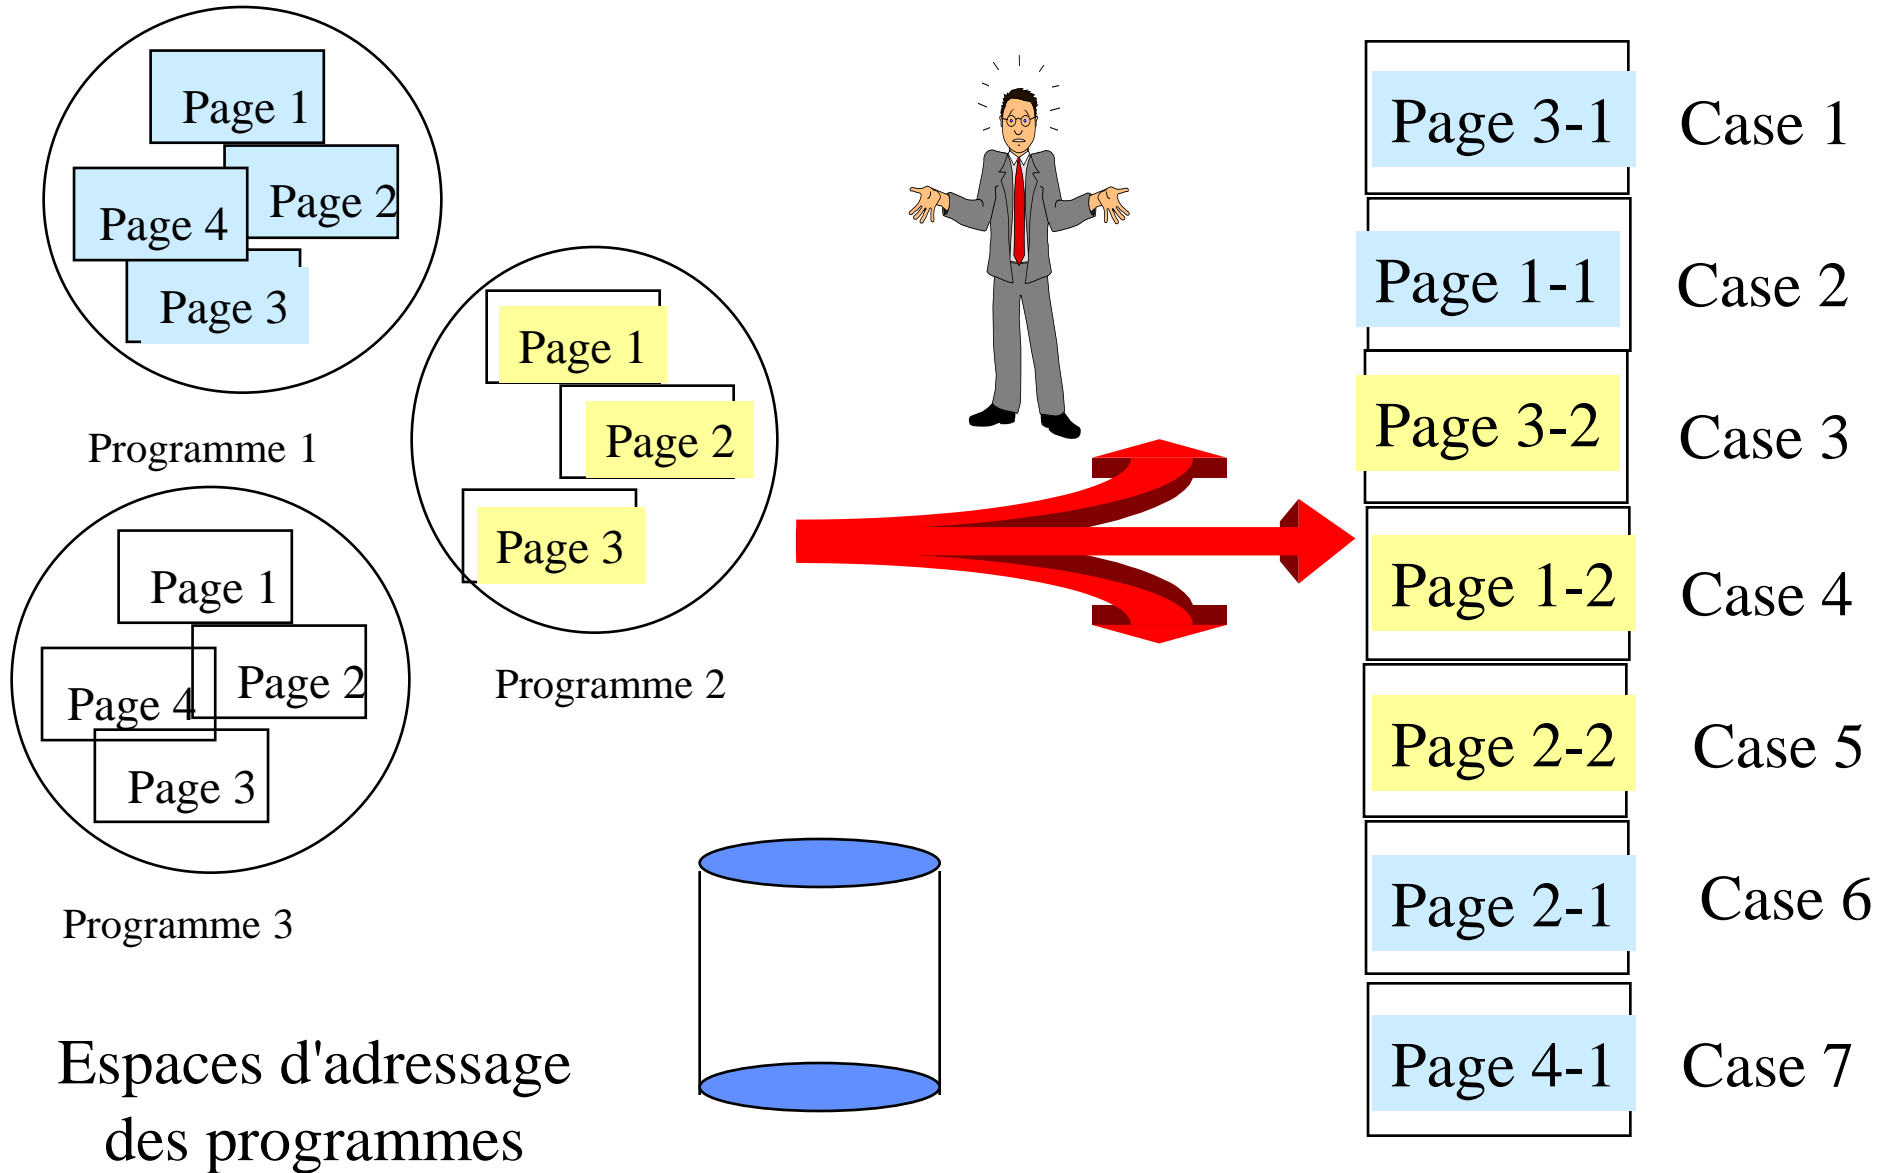 Page 1
Page 2
Page 4
Page 3
Programme 1
Page 1
Page 2
Page 3
Programme 2
Page 1
Page 2
Page 4
Page 3
Programme 3
Espaces d'adressage
des programmes
Page 3-1 Case 1
Page 1-1 Case 2
Page 3-2 Case 3
Page 1-2 Case 4
Page 2-2 Case 5
Page 2-1 Case 6
Page 4-1 Case 7